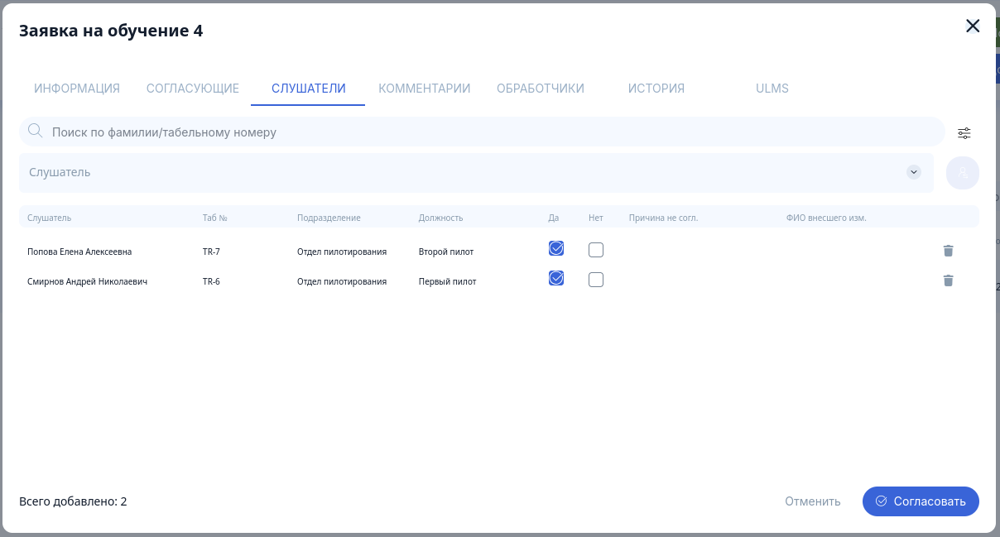 Заявка на обучение 4
ИНФОРМАЦИЯ СОГЛАСУЮЩИЕ СЛУШАТЕЛИ КОММЕНТАРИИ ОБРАБОТЧИКИ ИСТОРИЯ ULMS
Поиск по фамилии/табельному номеру
Слушатель
Слушатель Таб № Подразделение Должность Да Нет Причина не согл. ФИО внесшего изм.
Попова Елена Алексеевна TR-7 Отдел пилотирования Второй пилот
Смирнов Андрей Николаевич TR-6 Отдел пилотирования Первый пилот
Всего добавлено: 2 Отменить Согласовать